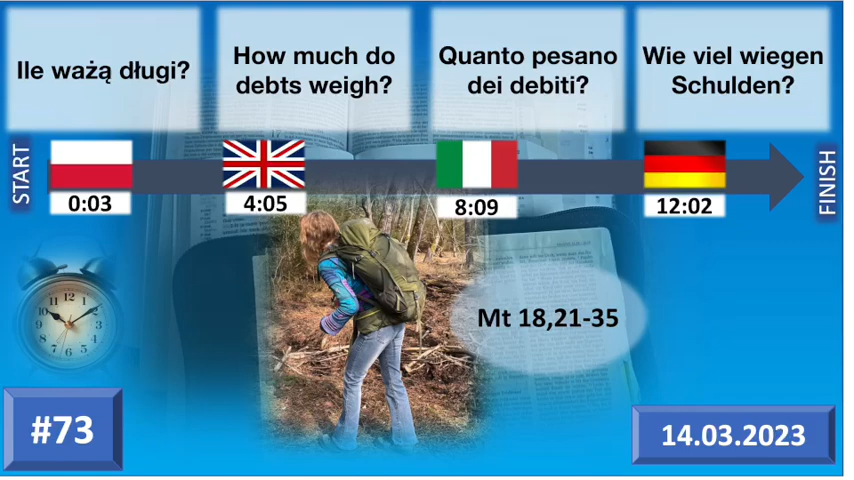 Ile ważą długi?
How much do
debts weigh?
Quanto pesano
dei debiti?
Wie viel wiegen
Schulden?
START
FINISH
0:03
4:05
8:09
12:02
Mt 18,21-35
#73
14.03.2023